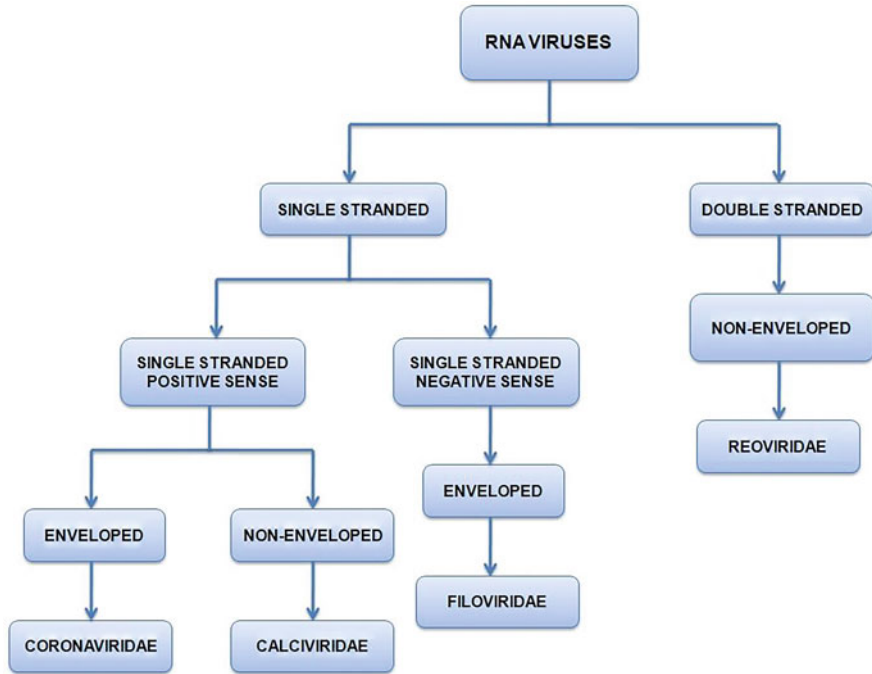 RNA VIRUSES
SINGLE STRANDED
DOUBLE STRANDED
SINGLE STRANDED
POSITIVE SENSE
SINGLE STRANDED
NEGATIVE SENSE
NON-ENVELOPED
ENVELOPED
NON-ENVELOPED
ENVELOPED
REOVIRIDAE
CORONAVIRIDAE
CALCIVIRIDAE
FILOVIRIDAE